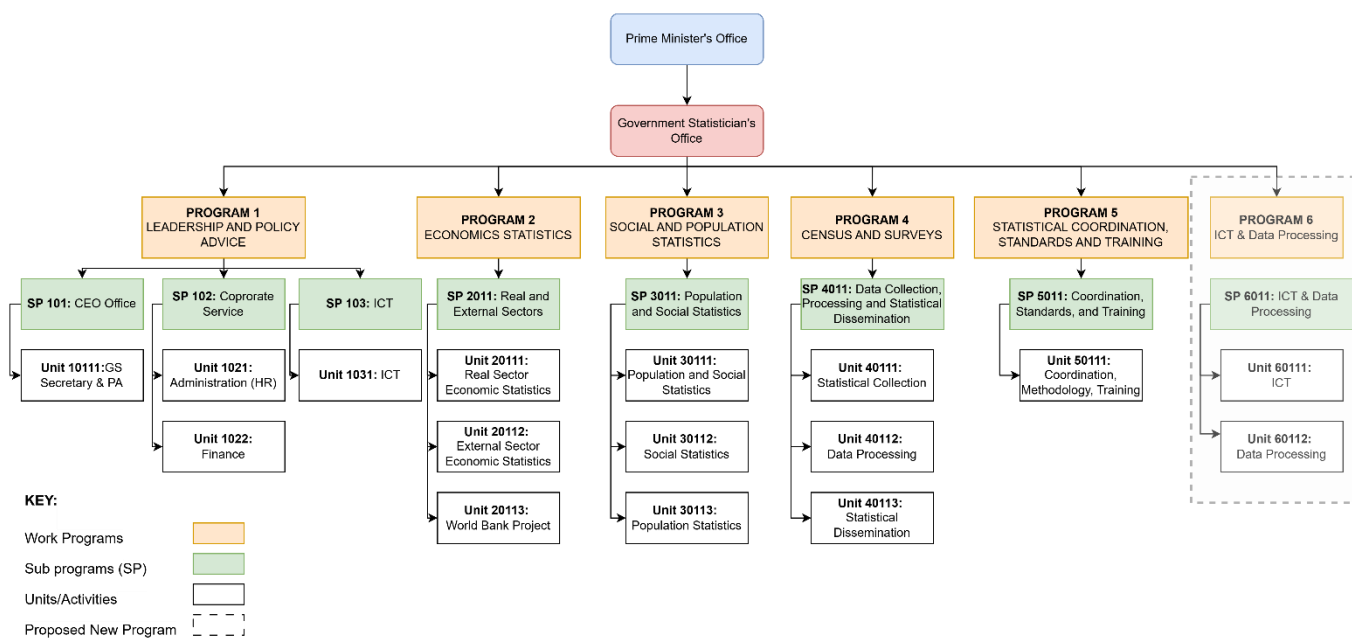 Prime Minister's Office
Government Statistician's
Office
PROGRAM 1
LEADERSHIP AND POLICY
ADVICE
PROGRAM 2
ECONOMICS STATISTICS
PROGRAM 3
SOCIAL AND POPULATION
STATISTICS
PROGRAM 4
CENSUS AND SURVEYS
PROGRAM 5
STATISTICAL COORDINATION,
STANDARDS AND TRAINING
PROGRAM 6
ICT & Data Processing
SP 101: CEO Office
SP 102: Coprorate
Service
SP 103: ICT
SP 2011: Real and
External Sectors
SP 3011: Population
and Social Statistics
SP 4011: Data Collection,
Processing and Statistical
Dissemination
SP 5011: Coordination,
Standards, and Training
SP 6011: ICT & Data
Processing
Unit 10111:GS
Secretary & PA
Unit 1021:
Administration (HR)
Unit 1031: ICT
Unit 20111:
Real Sector
Economic Statistics
Unit 30111:
Population and Social
Statistics
Unit 40111:
Statistical Collection
Unit 50111:
Coordination,
Methodology, Training
Unit 60111:
ICT
Unit 1022:
Finance
Unit 20112:
External Sector
Economic Statistics
Unit 30112:
Social Statistics
Unit 40112:
Data Processing
Unit 60112:
Data Processing
Unit 20113:
World Bank Project
Unit 30113:
Population Statistics
Unit 40113:
Statistical
Dissemination
KEY:
Work Programs
Sub programs (SP)
Units/Activities
Proposed New Program